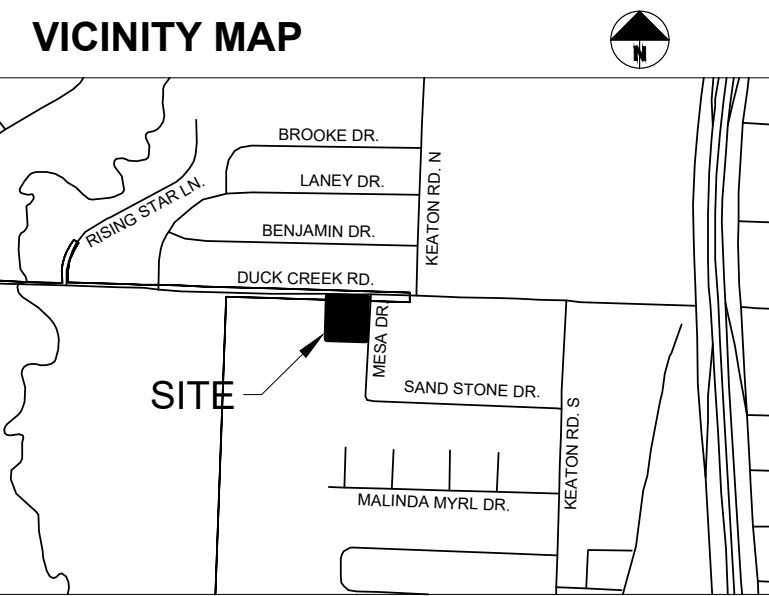 VICINITY MAP
N
BROOKE DR.
LANEY DR.
KEATON RD. N
RISING STAR LN.
BENJAMIN DR.
DUCK CREEK RD.
MESA DR.
SITE
SAND STONE DR.
KEATON RD. S
MALINDA MYRL DR.